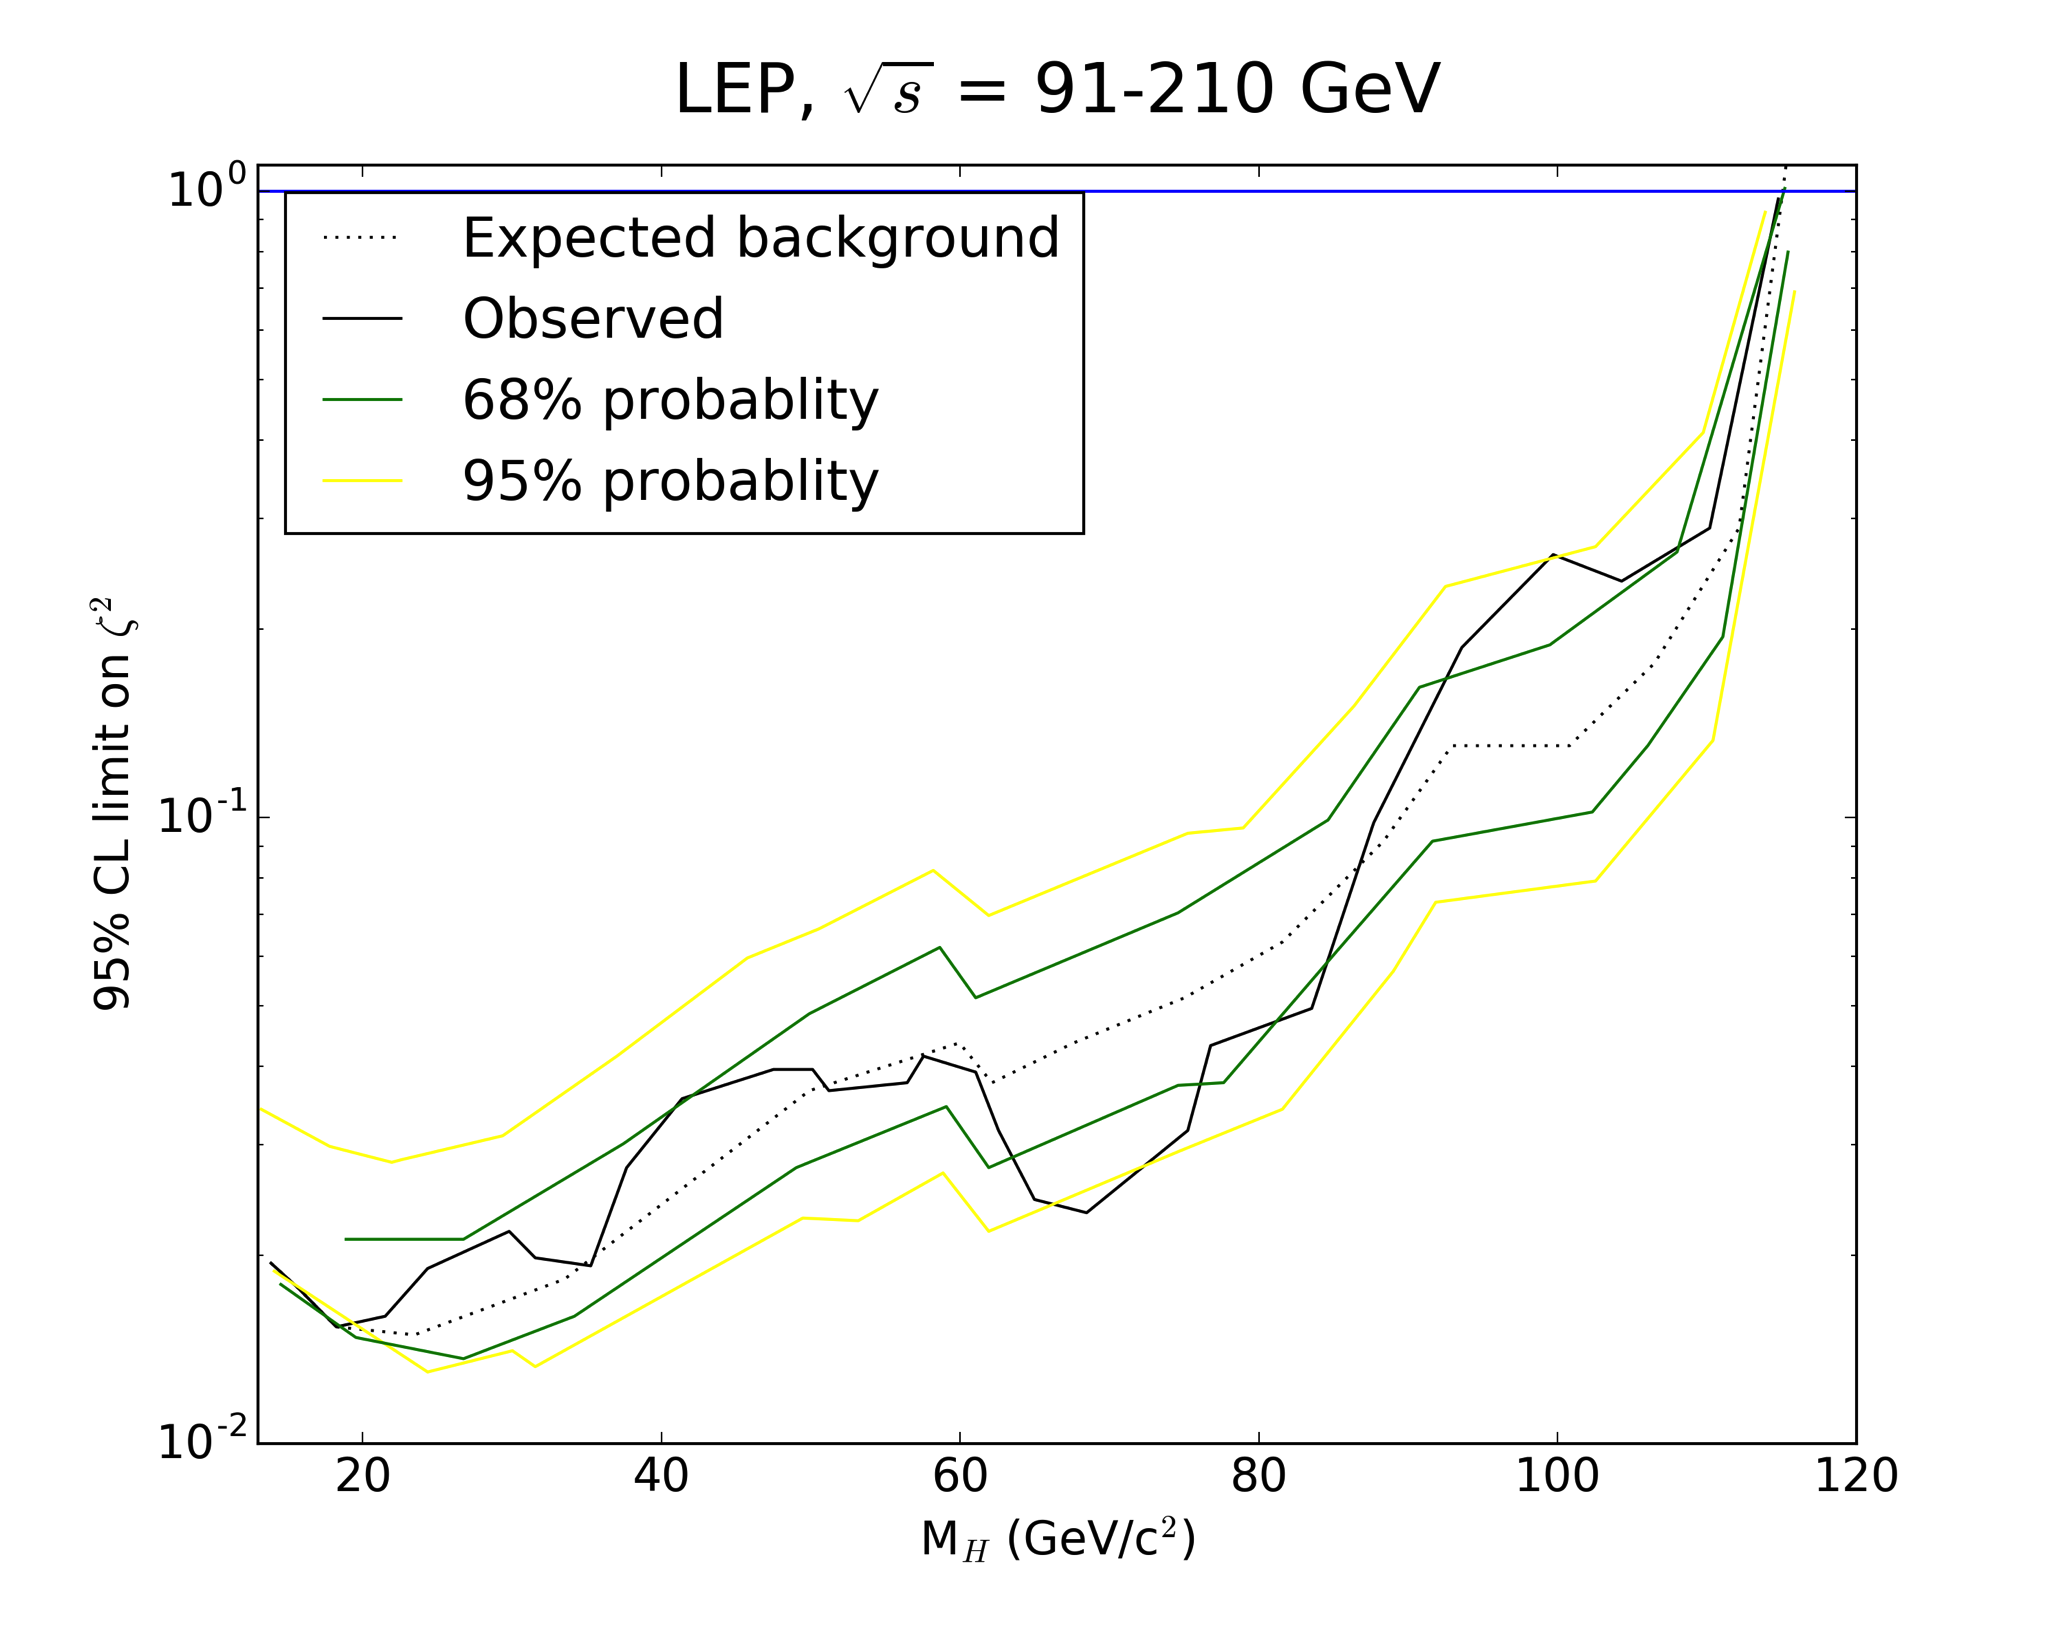 LEP, √s = 91-210 GeV
10⁰
Expected background
Observed
68% probablity
95% probablity
95% CL limit on ζ²
10⁻¹
10⁻²
20 40 60 80 100 120
M_H (GeV/c²)